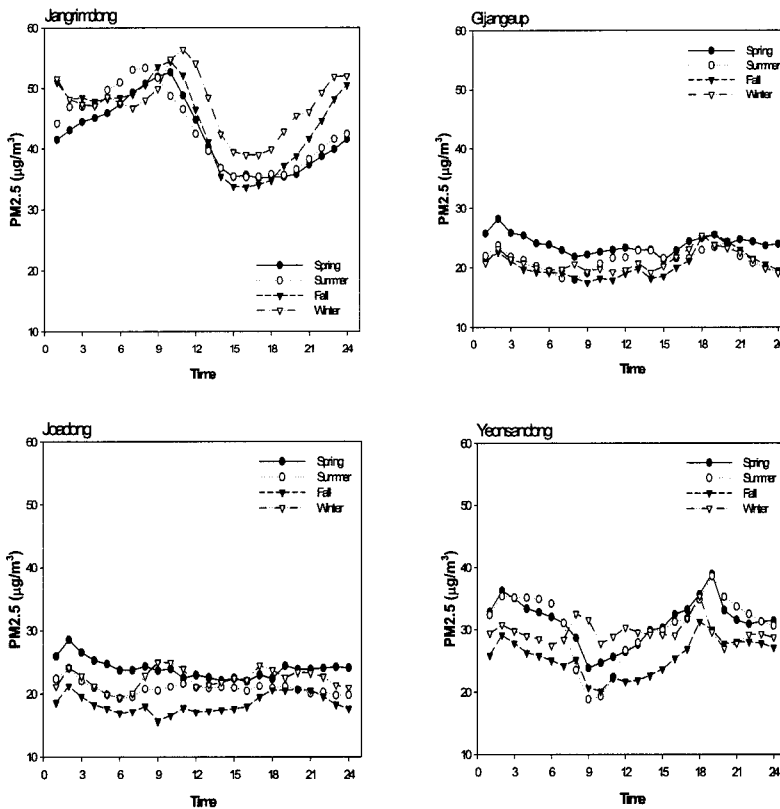 Jangrimdong
60
50
40
30
20
10
PM2.5 (µg/m³)
Spring
Summer
Fall
Winter
0 3 6 9 12 15 18 21 24
Time
Gijangeup
60
50
40
30
20
10
PM2.5 (µg/m³)
Spring
Summer
Fall
Winter
0 3 6 9 12 15 18 21 24
Time
Joadong
60
50
40
30
20
10
PM2.5 (µg/m³)
Spring
Summer
Fall
Winter
0 3 6 9 12 15 18 21 24
Time
Yeonsandong
60
50
40
30
20
10
PM2.5 (µg/m³)
Spring
Summer
Fall
Winter
0 3 6 9 12 15 18 21 24
Time